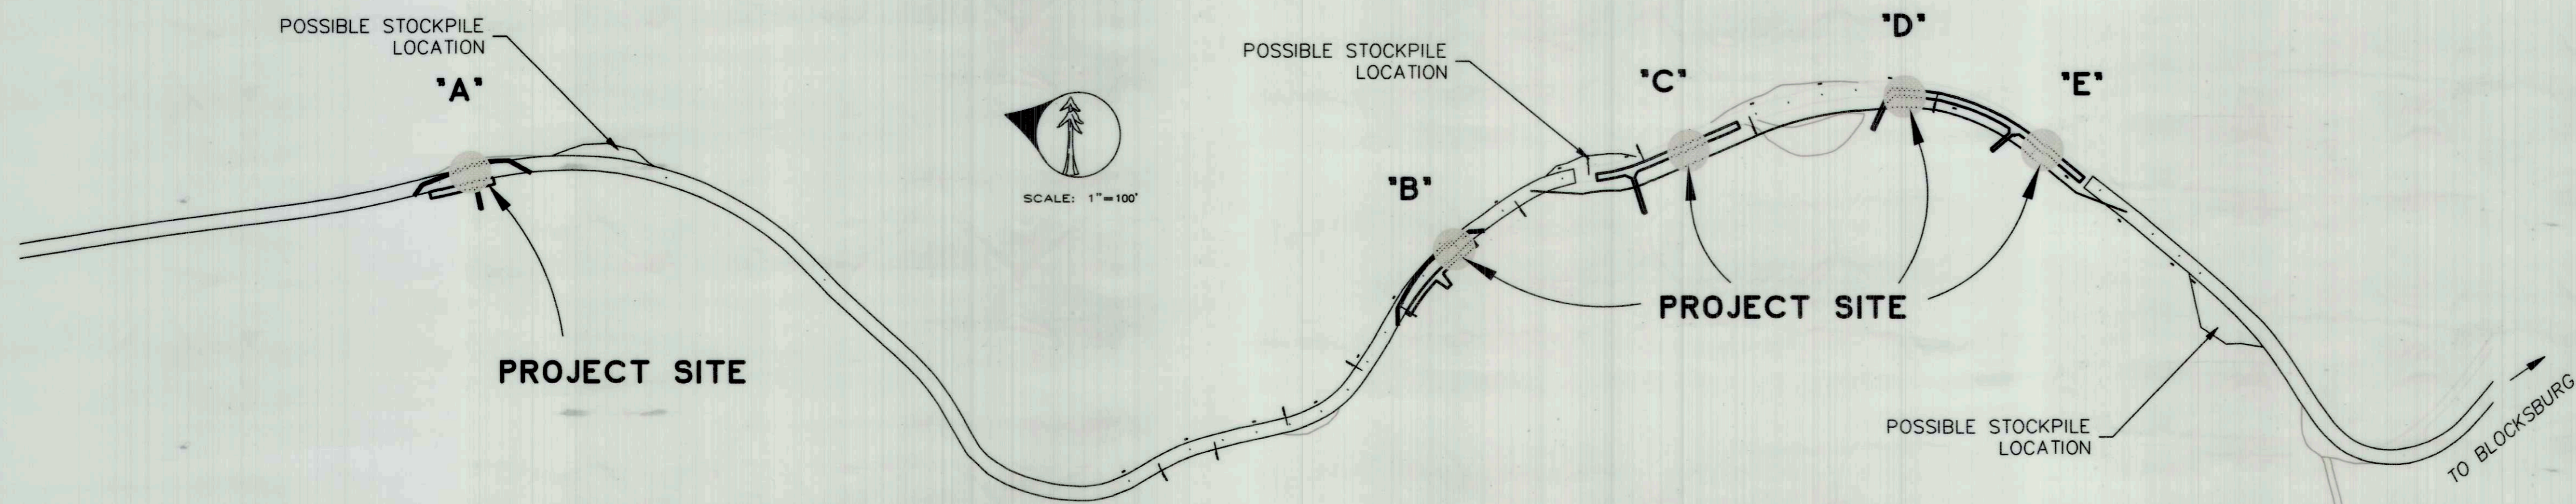 POSSIBLE STOCKPILE
LOCATION
"A"
PROJECT SITE
SCALE: 1"=100'
POSSIBLE STOCKPILE
LOCATION
"B"
"C"
"D"
"E"
PROJECT SITE
POSSIBLE STOCKPILE
LOCATION
TO BLOCKSBURG